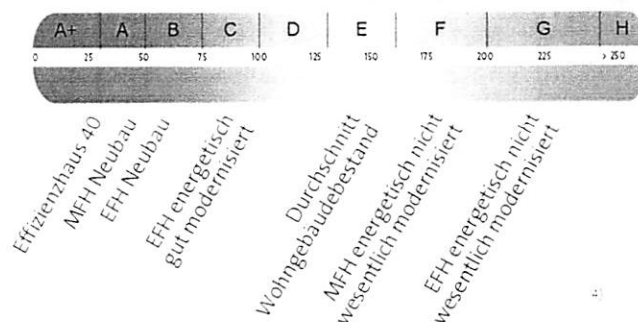 A+ A B C D E F G H
0 25 50 75 100 125 150 175 200 225 > 250
Effizienzhaus 40
MFH Neubau
EFH Neubau
EFH energetisch
gut modernisiert
Durchschnitt
Wohngebäudebestand
MFH energetisch nicht
wesentlich modernisiert
EFH energetisch nicht
wesentlich modernisiert
4)